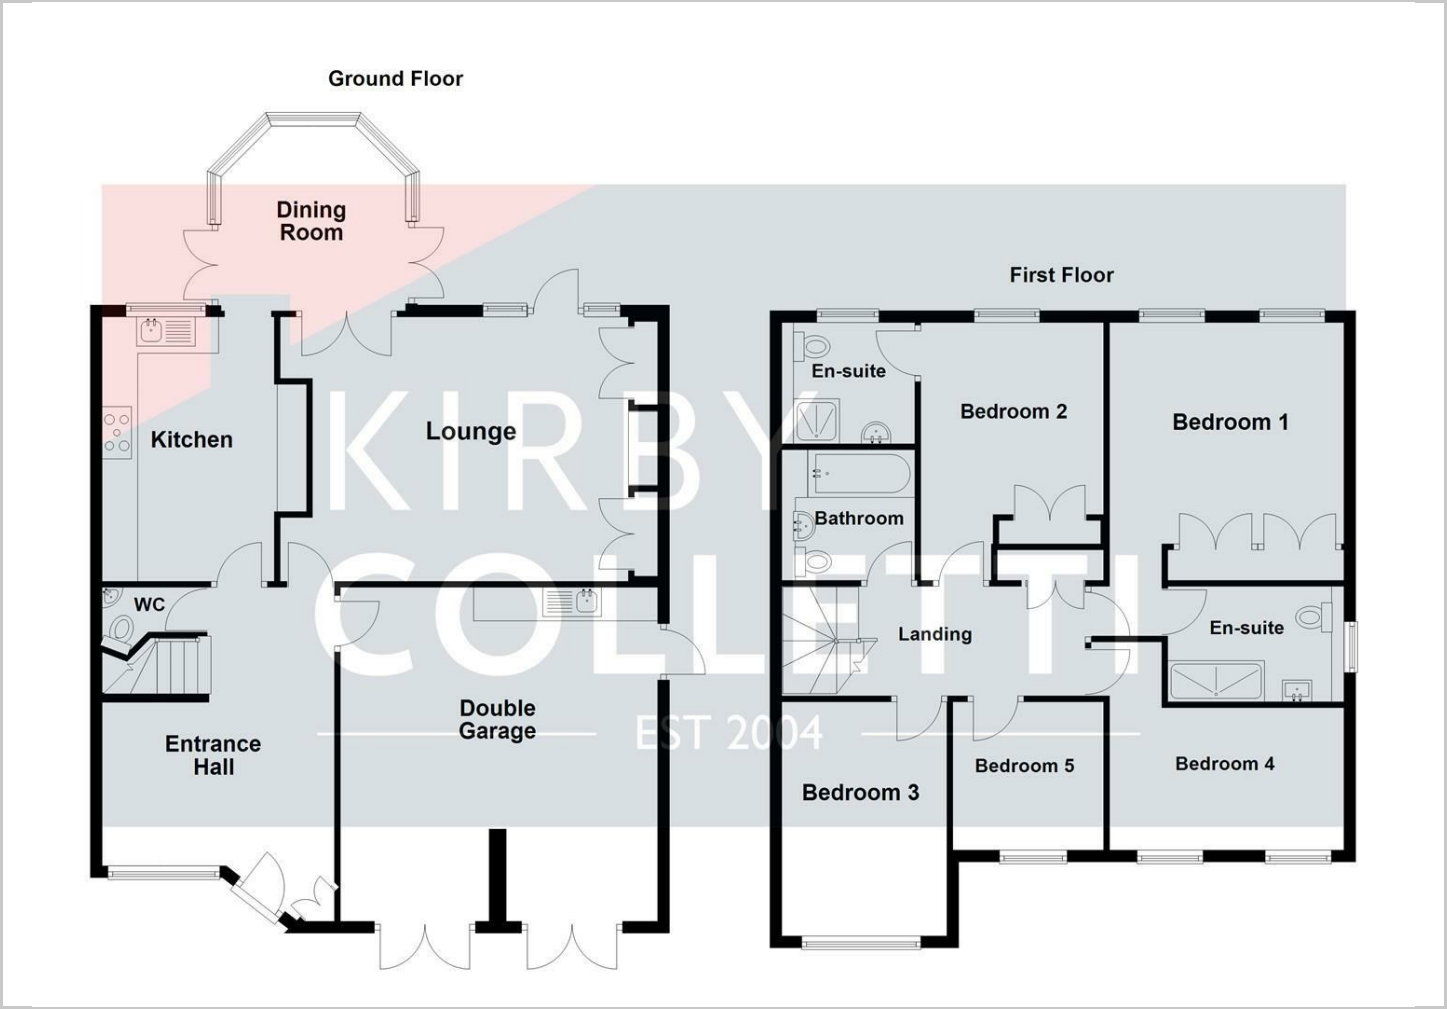 Ground Floor
Dining
Room
Kitchen
Lounge
WC
Double
Garage
Entrance
Hall
First Floor
En-suite
Bedroom 2
Bedroom 1
Bathroom
Landing
En-suite
Bedroom 3
Bedroom 5
Bedroom 4
KIRBY
COLLETTI
EST 2004